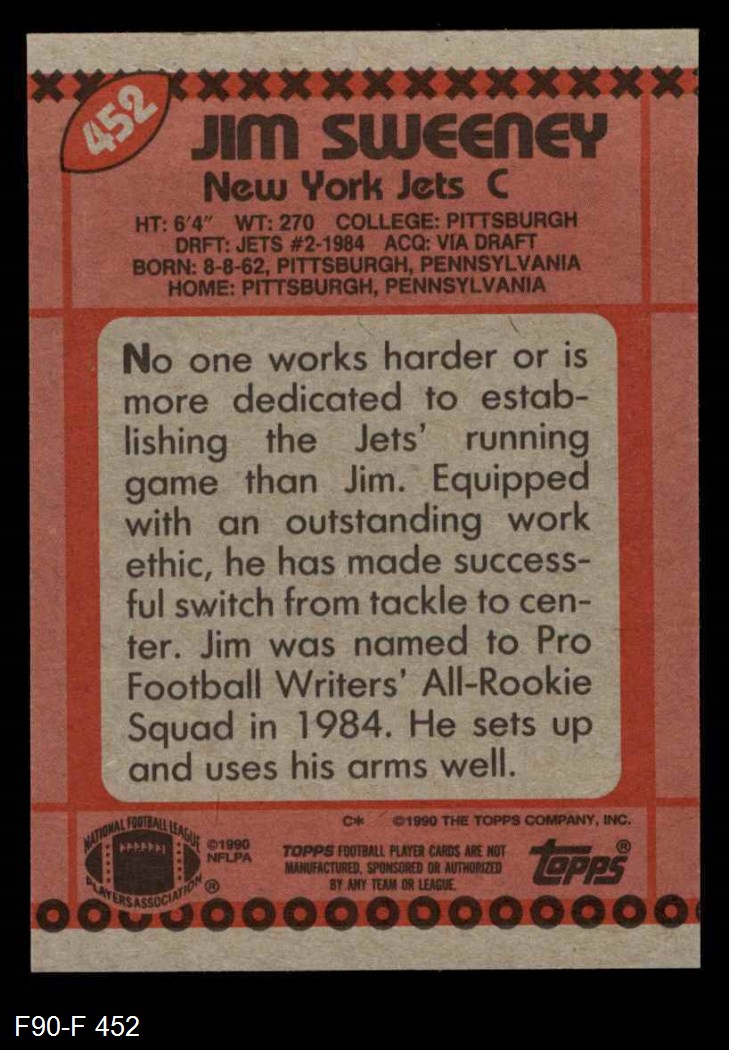 452
JIM SWEENEY
New York Jets C
HT: 6'4" WT: 270 COLLEGE: PITTSBURGH
DRFT: JETS #2-1984 ACQ: VIA DRAFT
BORN: 8-8-62, PITTSBURGH, PENNSYLVANIA
HOME: PITTSBURGH, PENNSYLVANIA
No one works harder or is
more dedicated to estab-
lishing the Jets' running
game than Jim. Equipped
with an outstanding work
ethic, he has made success-
ful switch from tackle to cen-
ter. Jim was named to Pro
Football Writers' All-Rookie
Squad in 1984. He sets up
and uses his arms well.
C* ©1990 THE TOPPS COMPANY, INC.
NATIONAL FOOTBALL LEAGUE
PLAYERS ASSOCIATION ®
©1990
NFLPA
TOPPS FOOTBALL PLAYER CARDS ARE NOT
MANUFACTURED, SPONSORED OR AUTHORIZED
BY ANY TEAM OR LEAGUE.
topps®
F90-F 452